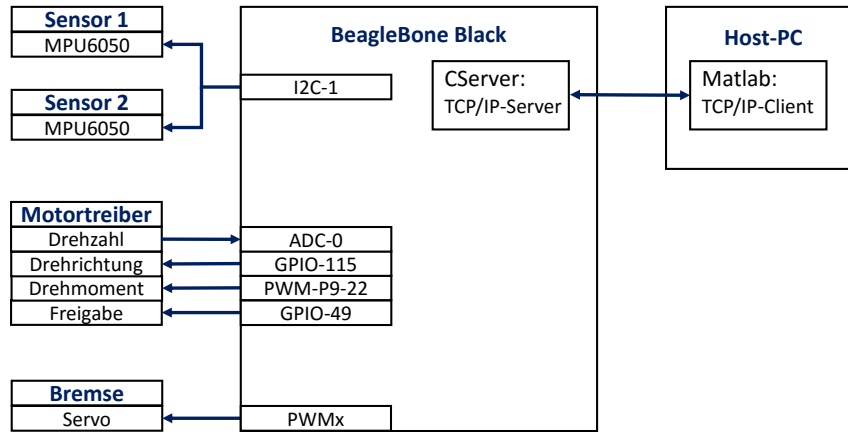 Sensor 1
MPU6050
Sensor 2
MPU6050
Motortreiber
Drehzahl
Drehrichtung
Drehmoment
Freigabe
Bremse
Servo
BeagleBone Black
I2C-1
CServer:
TCP/IP-Server
ADC-0
GPIO-115
PWM-P9-22
GPIO-49
PWMx
Host-PC
Matlab:
TCP/IP-Client